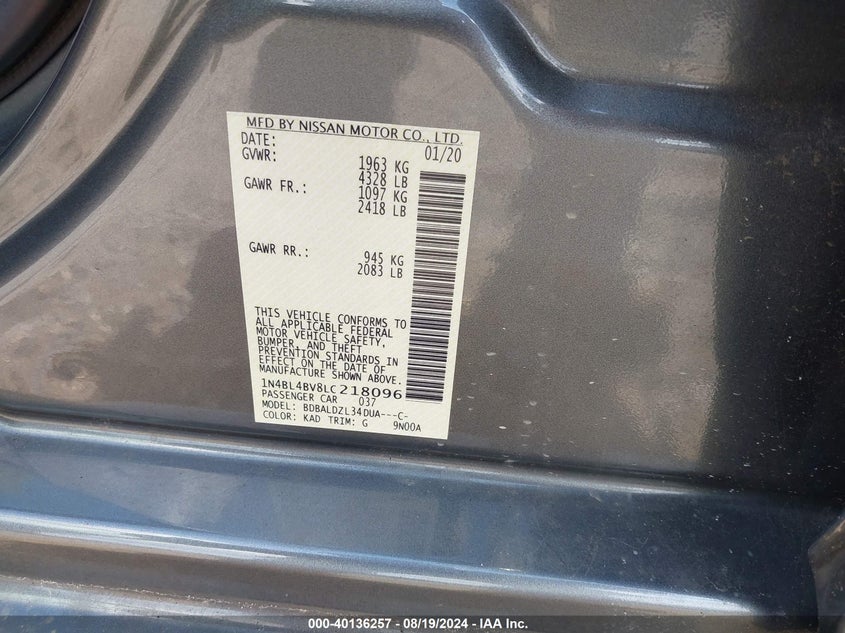 MFD BY NISSAN MOTOR CO., LTD.
DATE: 01/20
GVWR: 1963 KG
4328 LB
GAWR FR.: 1097 KG
2418 LB
GAWR RR.: 945 KG
2083 LB
THIS VEHICLE CONFORMS TO
ALL APPLICABLE FEDERAL
MOTOR VEHICLE SAFETY,
BUMPER, AND THEFT
PREVENTION STANDARDS IN
EFFECT ON THE DATE OF
MANUFACTURE SHOWN ABOVE.
1N4BL4BV8LC218096
PASSENGER CAR 037
MODEL: BDBALDZL34DUA---C-
COLOR: KAD TRIM: G 9N00A
000-40136257 - 08/19/2024 - IAA Inc.